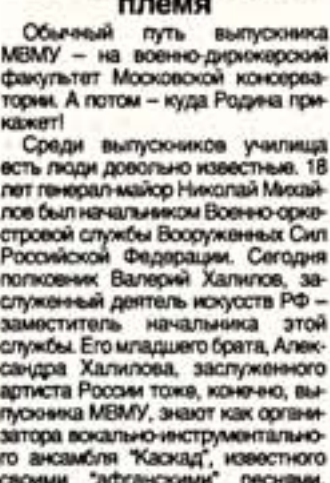 племя
Обычный путь выпускника
МВМУ – на военно-дирижерский
факультет Московской консерва-
тории. А потом – куда Родина при-
кажет!
Среди выпускников училища
есть люди довольно известные. 18
лет генерал-майор Николай Михай-
лов был начальником Военно-орке-
стровой службы Вооруженных Сил
Российской Федерации. Сегодня
полковник Валерий Халилов, за-
служенный деятель искусств РФ –
заместитель начальника этой
службы. Его младшего брата, Алек-
сандра Халилова, заслуженного
артиста России тоже, конечно, вы-
пускника МВМУ, знают как органи-
затора вокально-инструментально-
го ансамбля "Каскад", известного
своими "афганскими" песнями.